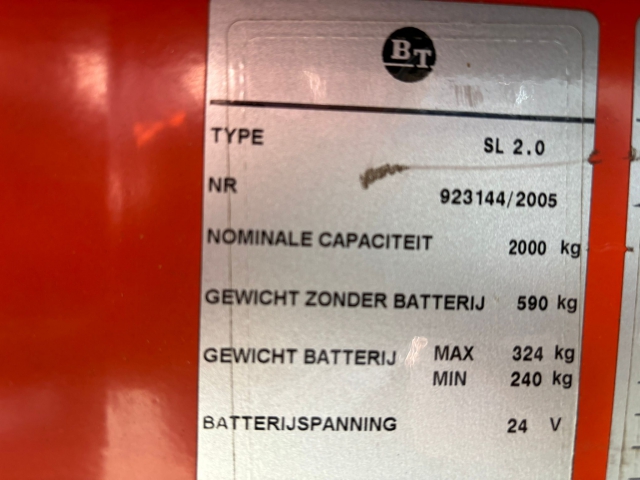 BT
TYPE SL 2.0
NR 923144/2005
NOMINALE CAPACITEIT 2000 kg
GEWICHT ZONDER BATTERIJ 590 kg
GEWICHT BATTERIJ MAX 324 kg
MIN 240 kg
BATTERIJSPANNING 24 V